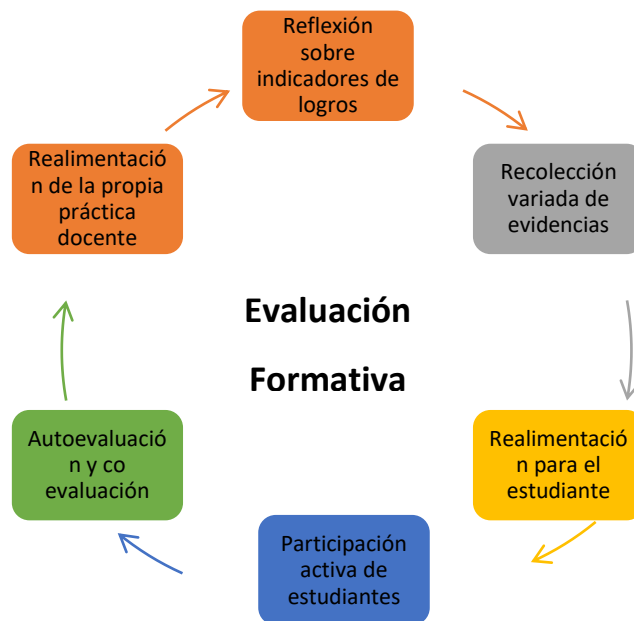 Reflexión
sobre
indicadores de
logros
Realimentació
n de la propia
práctica
docente
Recolección
variada de
evidencias
Evaluación
Formativa
Autoevaluació
n y co
evaluación
Realimentació
n para el
estudiante
Participación
activa de
estudiantes